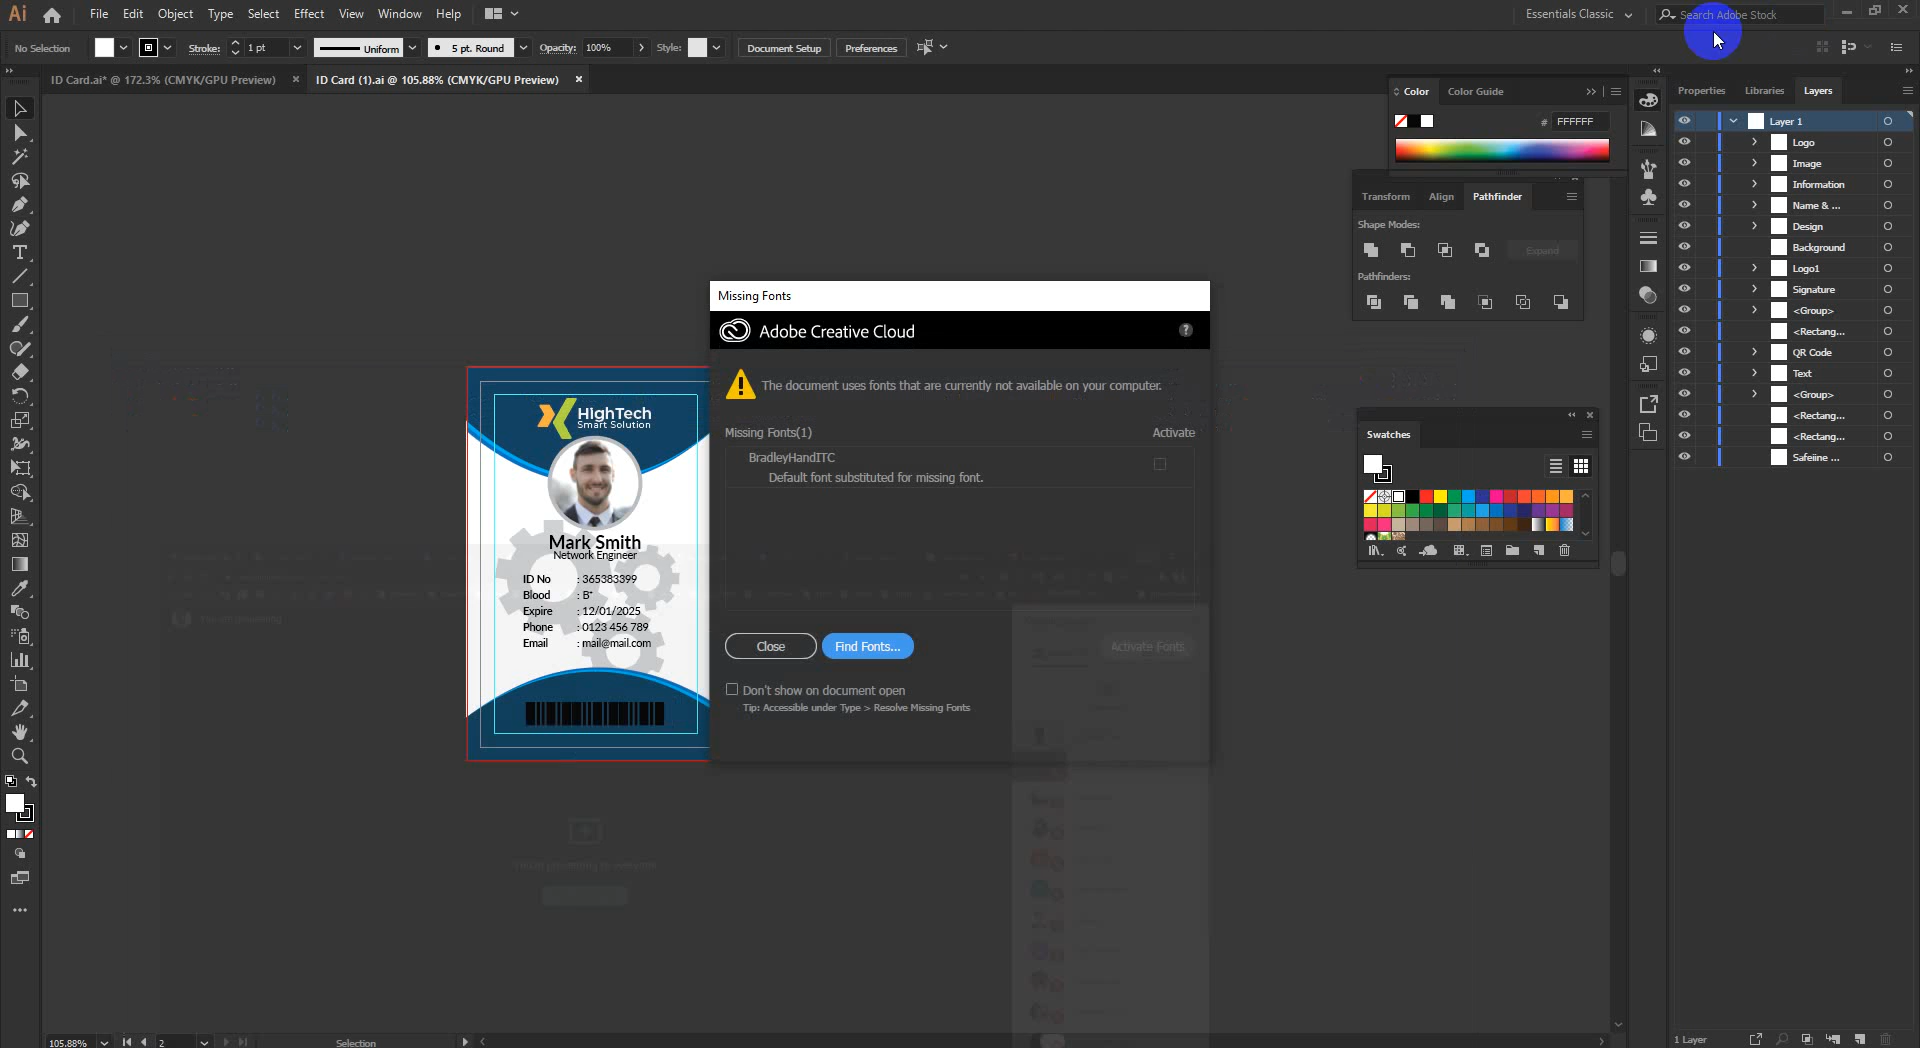 Ai File Edit Object Type Select Effect View Window Help Essentials Classic Search Adobe Stock
No Selection Stroke: 1 pt Uniform 5 pt. Round Opacity: 100% Style: Document Setup Preferences
ID Card.ai* @ 172.3% (CMYK/GPU Preview) ID Card (1).ai @ 105.88% (CMYK/GPU Preview)
Color Color Guide
# FFFFFF
Transform Align Pathfinder
Shape Modes:
Expand
Pathfinders:
Swatches
Properties Libraries Layers
Layer 1
Logo
Image
Information
Name & ...
Design
Background
Logo1
Signature
<Group>
<Rectang...
QR Code
Text
<Group>
<Rectang...
<Rectang...
Safeiine ...
1 Layer
Missing Fonts
Adobe Creative Cloud
The document uses fonts that are currently not available on your computer.
Missing Fonts(1) Activate
BradleyHandITC
Default font substituted for missing font.
Close Find Fonts... Activate Fonts
Don't show on document open
Tip: Accessible under Type > Resolve Missing Fonts
HighTech
Smart Solution
Mark Smith
Network Engineer
ID No : 365383399
Blood : B+
Expire : 12/01/2025
Phone : 0123 456 789
Email : mail@mail.com
105.88% 2 Selection